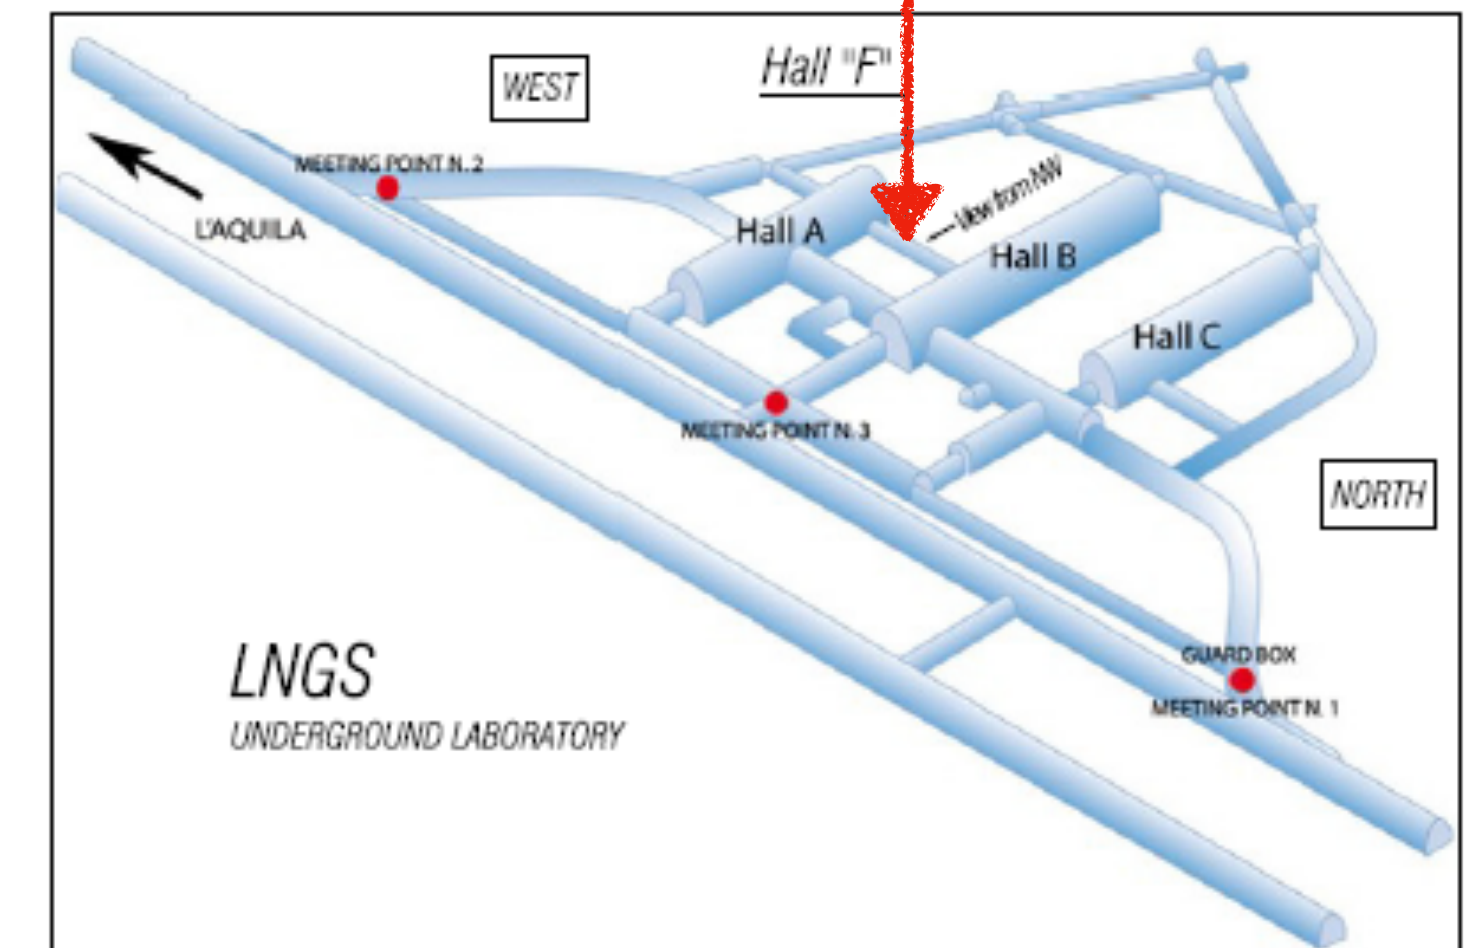 WEST
Hall "F"
MEETING POINT N. 2
L'AQUILA
Hall A
View from NW
Hall B
Hall C
MEETING POINT N. 3
NORTH
LNGS
UNDERGROUND LABORATORY
GUARD BOX
MEETING POINT N. 1